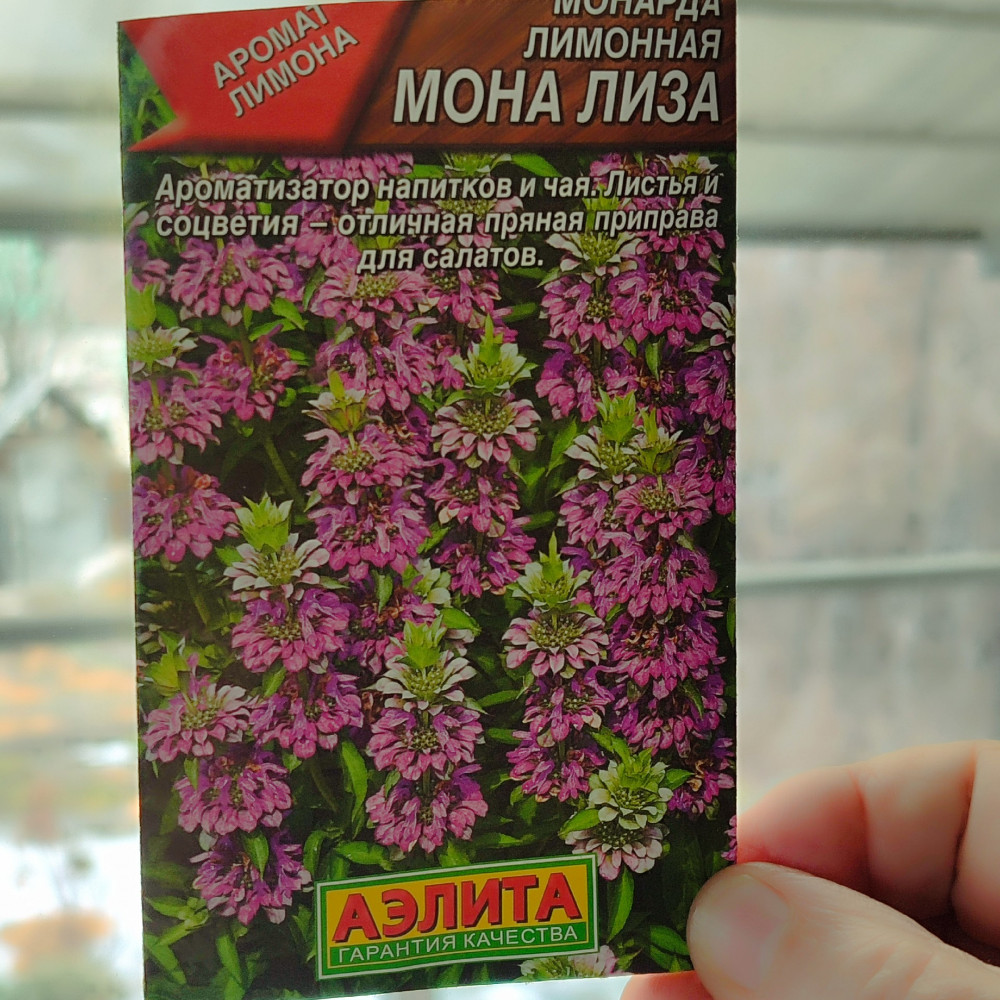 АРОМАТ
ЛИМОНА
МОНАРДА
ЛИМОННАЯ
МОНА ЛИЗА
Ароматизатор напитков и чая. Листья и
соцветия – отличная пряная приправа
для салатов.
АЭЛИТА
ГАРАНТИЯ КАЧЕСТВА